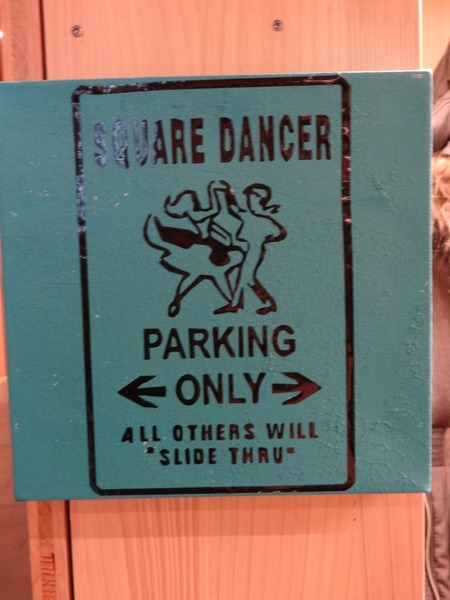 SQUARE DANCER
PARKING
ONLY
ALL OTHERS WILL
"SLIDE THRU"